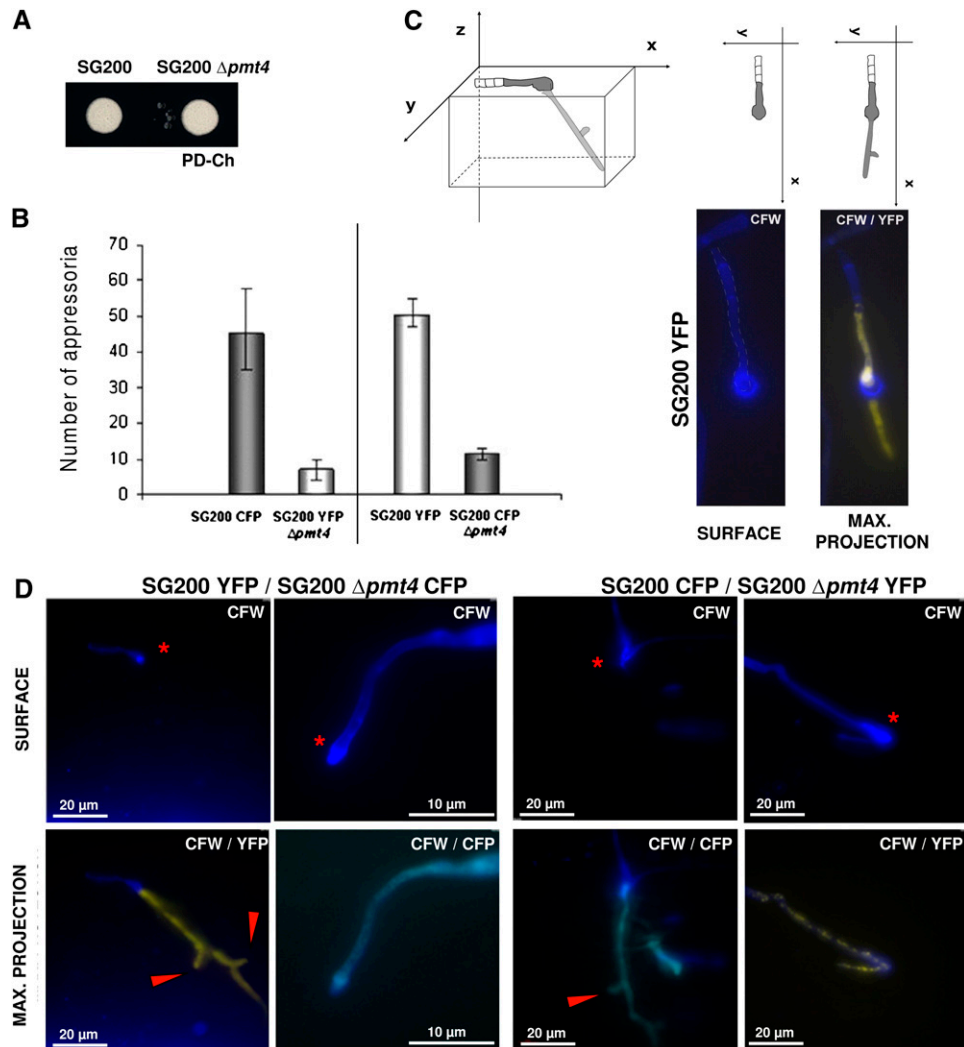 A
SG200 SG200 Δpmt4
PD-Ch
B
Number of appressoria
70
60
50
40
30
20
10
0
SG200 CFP
SG200 YFP
Δpmt4
SG200 YFP
SG200 CFP
Δpmt4
C
z
x
y
y
x
y
x
SG200 YFP
CFW
CFW / YFP
SURFACE
MAX.
PROJECTION
D
SG200 YFP / SG200 Δpmt4 CFP
SG200 CFP / SG200 Δpmt4 YFP
SURFACE
CFW
*
20 µm
CFW
*
10 µm
CFW
*
20 µm
CFW
*
20 µm
MAX. PROJECTION
CFW / YFP
20 µm
CFW / CFP
10 µm
CFW / CFP
20 µm
CFW / YFP
20 µm